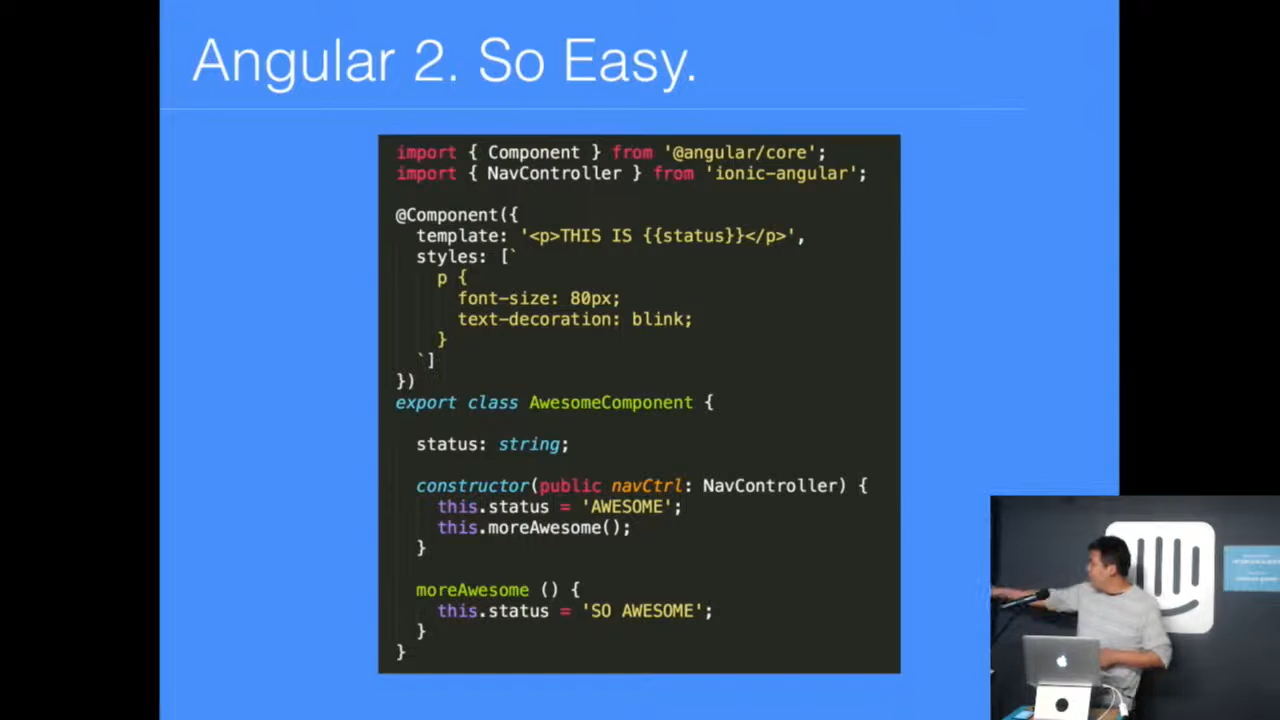 Angular 2. So Easy.
import { Component } from '@angular/core';
import { NavController } from 'ionic-angular';
@Component({
template: '<p>THIS IS {{status}}</p>',
styles: [`
p {
font-size: 80px;
text-decoration: blink;
}
`]
})
export class AwesomeComponent {
status: string;
constructor(public navCtrl: NavController) {
this.status = 'AWESOME';
this.moreAwesome();
}
moreAwesome () {
this.status = 'SO AWESOME';
}
}